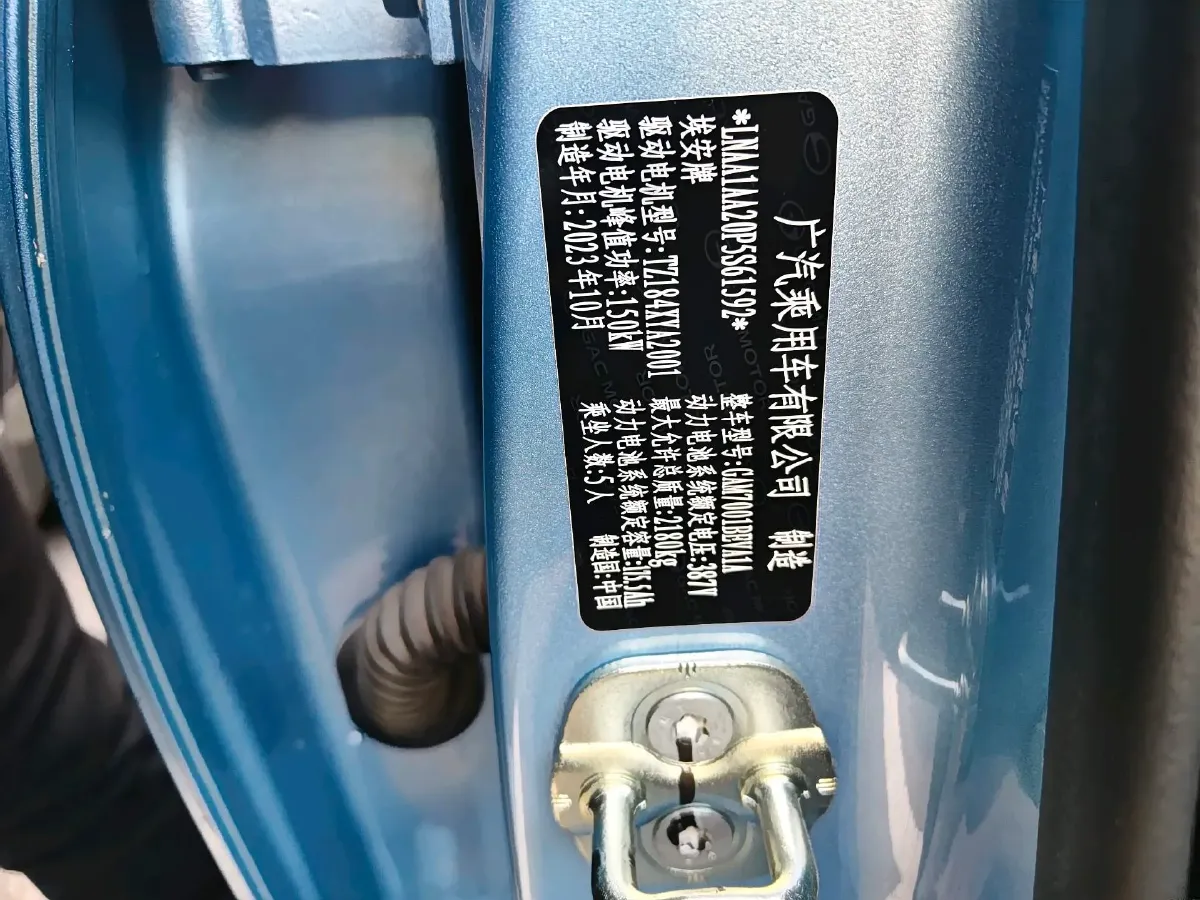 广汽乘用车有限公司 制造
*LNAA1AA20P5S61592* 整车型号:GAM7001BEVA1A
埃安牌 动力电池系统额定电压:387V
驱动电机型号:TZ184XYA2001 最大允许总质量:2180kg
驱动电机峰值功率:150kW 动力电池系统额定容量:
制造年月:2023年10月 乘坐人数:5人 制造国:中国